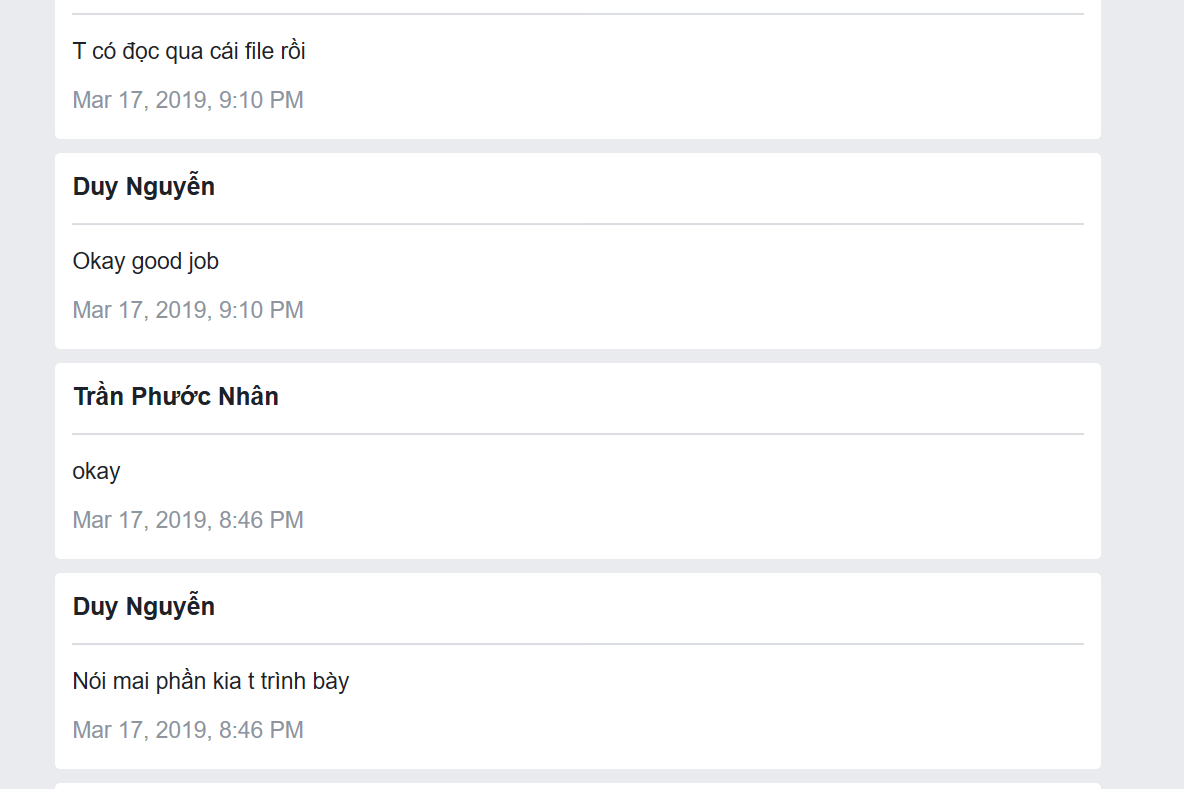 T có đọc qua cái file rồi
Mar 17, 2019, 9:10 PM
Duy Nguyễn
Okay good job
Mar 17, 2019, 9:10 PM
Trần Phước Nhân
okay
Mar 17, 2019, 8:46 PM
Duy Nguyễn
Nói mai phần kia t trình bày
Mar 17, 2019, 8:46 PM